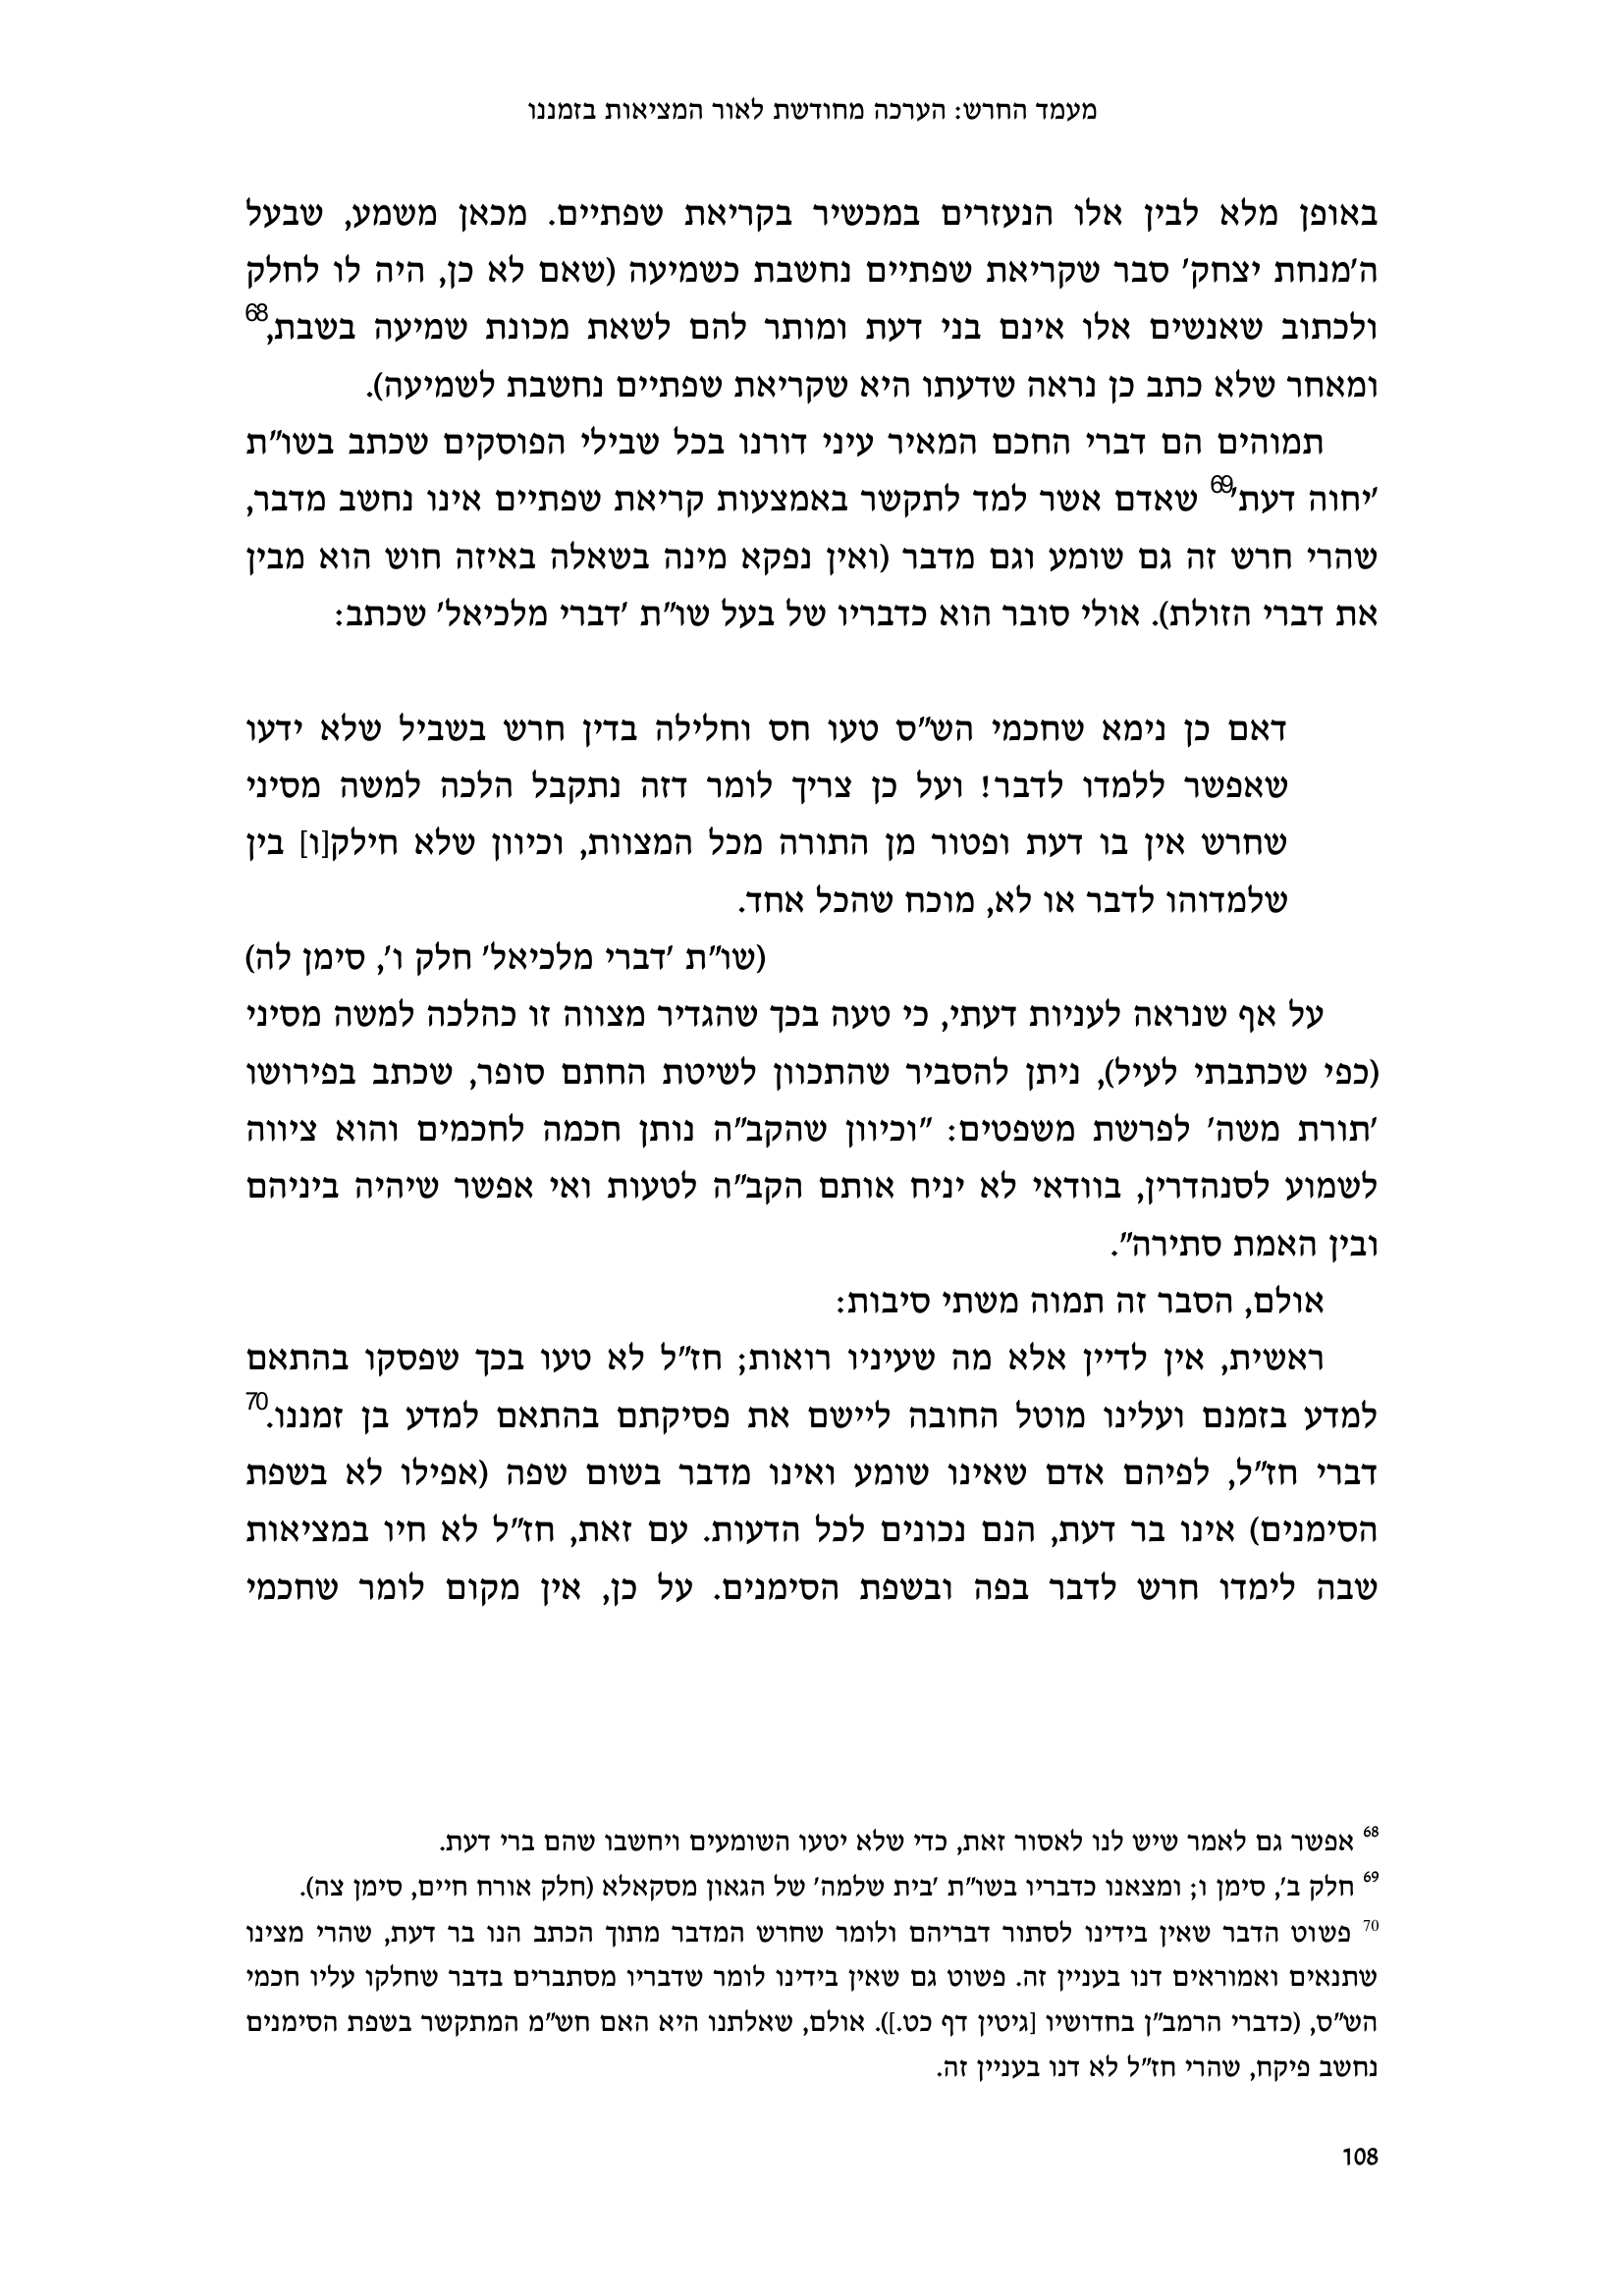 מעמד החרש: הערכה מחודשת לאור המציאות בזמננו
באופן מלא לבין אלו הנעזרים במכשיר בקריאת שפתיים. מכאן משמע, שבעל
ה'מנחת יצחק' סבר שקריאת שפתיים נחשבת כשמיעה (שאם לא כן, היה לו לחלק
ולכתוב שאנשים אלו אינם בני דעת ומותר להם לשאת מכונת שמיעה בשבת,68
ומאחר שלא כתב כן נראה שדעתו היא שקריאת שפתיים נחשבת לשמיעה).
תמוהים הם דברי החכם המאיר עיני דורנו בכל שבילי הפוסקים שכתב בשו"ת
'יחוה דעת'69 שאדם אשר למד לתקשר באמצעות קריאת שפתיים אינו נחשב מדבר,
שהרי חרש זה גם שומע וגם מדבר (ואין נפקא מינה בשאלה באיזה חוש הוא מבין
את דברי הזולת). אולי סובר הוא כדבריו של בעל שו"ת 'דברי מלכיאל' שכתב:
דאם כן נימא שחכמי הש"ס טעו חס וחלילה בדין חרש בשביל שלא ידעו
שאפשר ללמדו לדבר! ועל כן צריך לומר דזה נתקבל הלכה למשה מסיני
שחרש אין בו דעת ופטור מן התורה מכל המצוות, וכיוון שלא חילק[ו] בין
שלמדוהו לדבר או לא, מוכח שהכל אחד.
(שו"ת 'דברי מלכיאל' חלק ו', סימן לה)
על אף שנראה לעניות דעתי, כי טעה בכך שהגדיר מצווה זו כהלכה למשה מסיני
(כפי שכתבתי לעיל), ניתן להסביר שהתכוון לשיטת החתם סופר, שכתב בפירושו
'תורת משה' לפרשת משפטים: "וכיוון שהקב"ה נותן חכמה לחכמים והוא ציווה
לשמוע לסנהדרין, בוודאי לא יניח אותם הקב"ה לטעות ואי אפשר שיהיה ביניהם
ובין האמת סתירה".
אולם, הסבר זה תמוה משתי סיבות:
ראשית, אין לדיין אלא מה שעיניו רואות; חז"ל לא טעו בכך שפסקו בהתאם
למדע בזמנם ועלינו מוטל החובה ליישם את פסיקתם בהתאם למדע בן זמננו.70
דברי חז"ל, לפיהם אדם שאינו שומע ואינו מדבר בשום שפה (אפילו לא בשפת
הסימנים) אינו בר דעת, הנם נכונים לכל הדעות. עם זאת, חז"ל לא חיו במציאות
שבה לימדו חרש לדבר בפה ובשפת הסימנים. על כן, אין מקום לומר שחכמי
68 אפשר גם לאמר שיש לנו לאסור זאת, כדי שלא יטעו השומעים ויחשבו שהם ברי דעת.
69 חלק ב', סימן ו; ומצאנו כדבריו בשו"ת 'בית שלמה' של הגאון מסקאלא (חלק אורח חיים, סימן צה).
70 פשוט הדבר שאין בידינו לסתור דבריהם ולומר שחרש המדבר מתוך הכתב הנו בר דעת, שהרי מצינו
שתנאים ואמוראים דנו בעניין זה. פשוט גם שאין בידינו לומר שדבריו מסתברים בדבר שחלקו עליו חכמי
הש"ס, (כדברי הרמב"ן בחדושיו [גיטין דף כט.]). אולם, שאלתנו היא האם חש"מ המתקשר בשפת הסימנים
נחשב פיקח, שהרי חז"ל לא דנו בעניין זה.
108